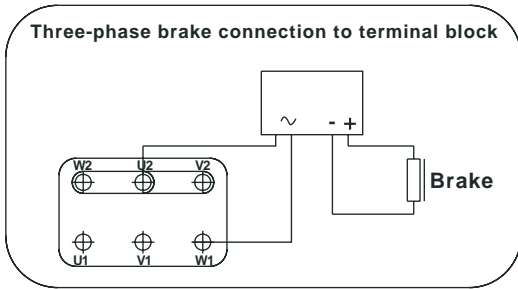 Three-phase brake connection to terminal block
~ - +
W2 U2 V2
Brake
U1 V1 W1